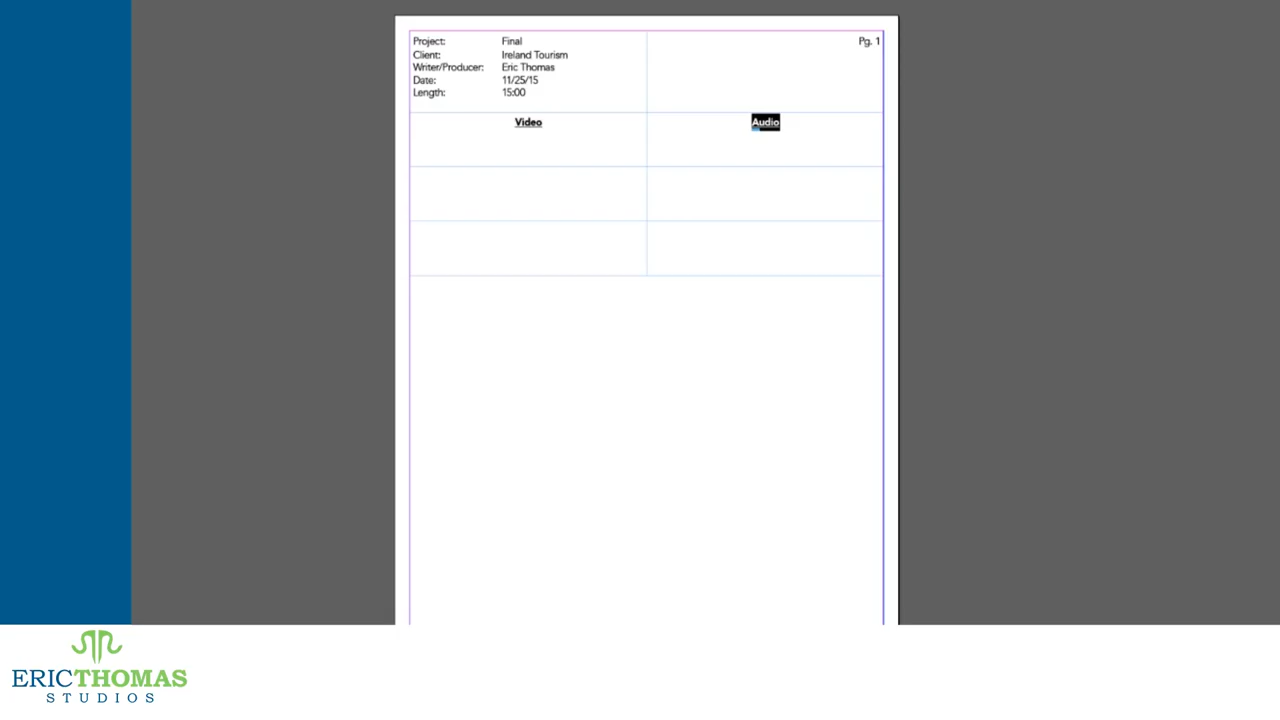 Project: Final Pg. 1
Client: Ireland Tourism
Writer/Producer: Eric Thomas
Date: 11/25/15
Length: 15:00
Video Audio
ERICTHOMAS
STUDIOS